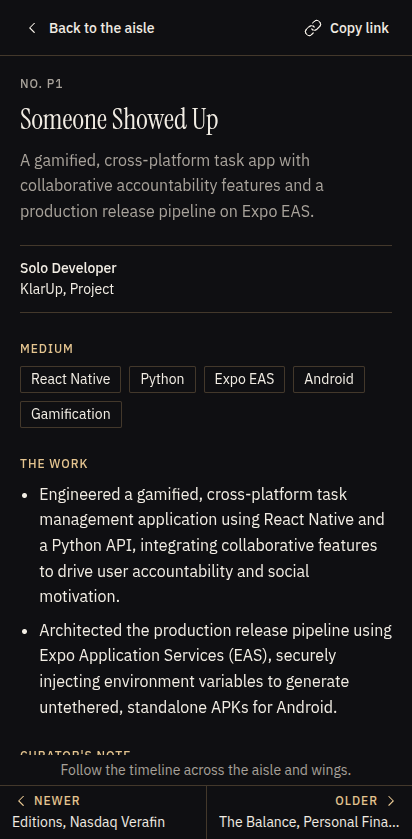 Back to the aisle
Copy link
NO. P1
Someone Showed Up
A gamified, cross-platform task app with
collaborative accountability features and a
production release pipeline on Expo EAS.
Solo Developer
KlarUp, Project
MEDIUM
React Native
Python
Expo EAS
Android
Gamification
THE WORK
• Engineered a gamified, cross-platform task
management application using React Native and
a Python API, integrating collaborative features
to drive user accountability and social
motivation.
• Architected the production release pipeline using
Expo Application Services (EAS), securely
injecting environment variables to generate
untethered, standalone APKs for Android.
CURATOR'S NOTE
Follow the timeline across the aisle and wings.
NEWER
Editions, Nasdaq Verafin
OLDER
The Balance, Personal Fina...